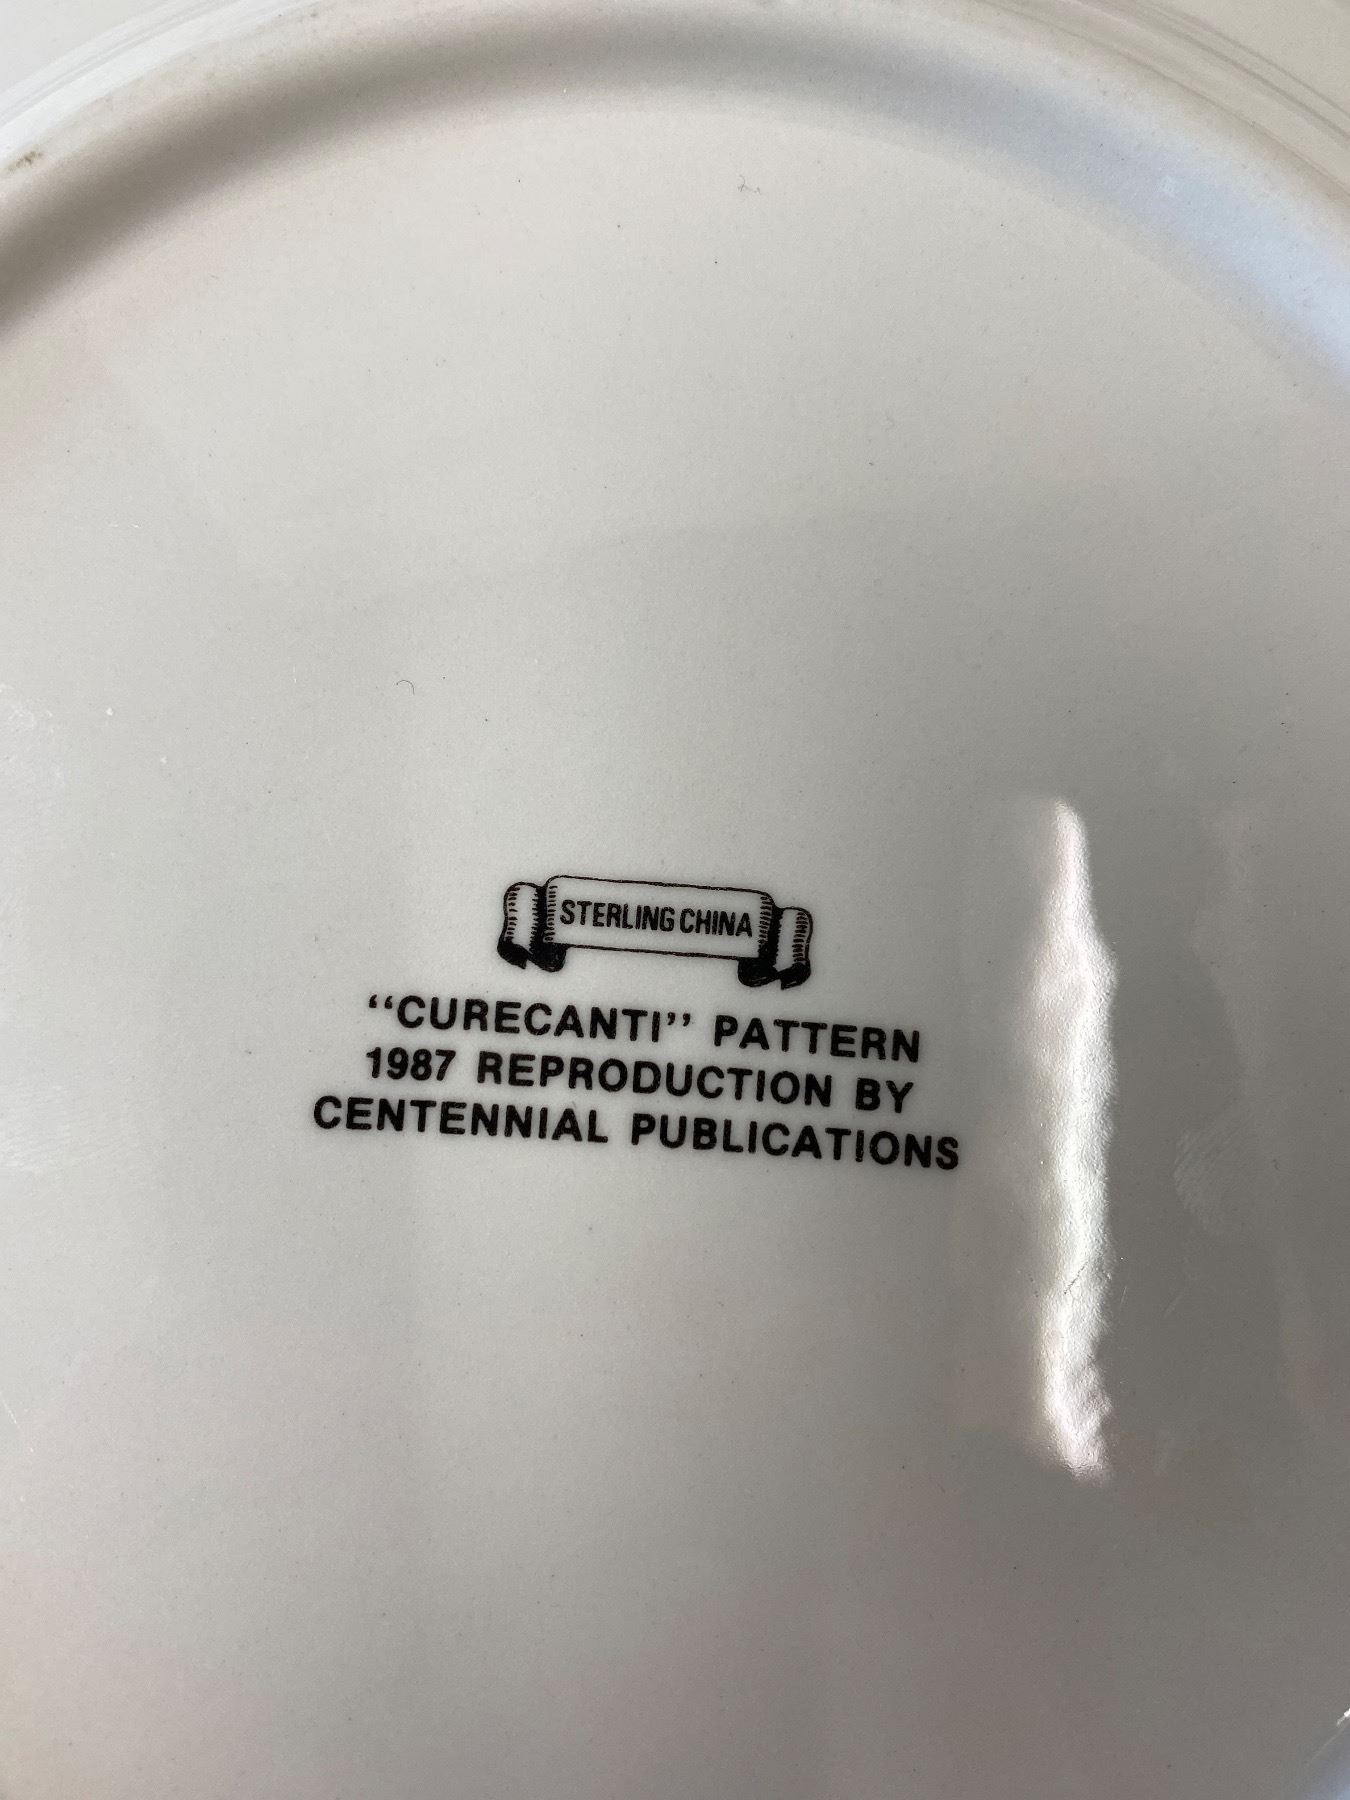 STERLING CHINA
“CURECANTI” PATTERN
1987 REPRODUCTION BY
CENTENNIAL PUBLICATIONS